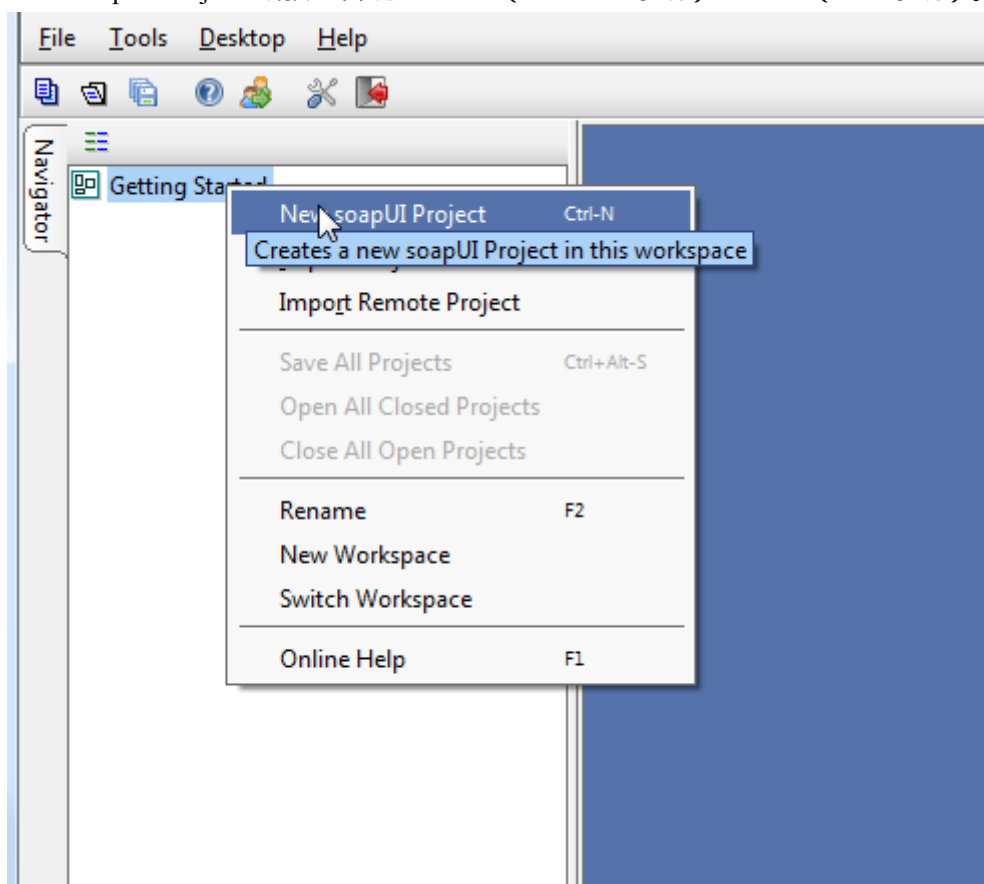 File Tools Desktop Help
Navigator
Getting Started
New soapUI Project Ctrl-N
Creates a new soapUI Project in this workspace
Import Remote Project
Save All Projects Ctrl+Alt-S
Open All Closed Projects
Close All Open Projects
Rename F2
New Workspace
Switch Workspace
Online Help F1